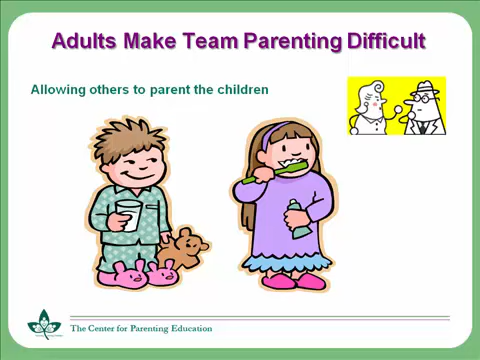 Adults Make Team Parenting Difficult
Allowing others to parent the children
The Center for Parenting Education